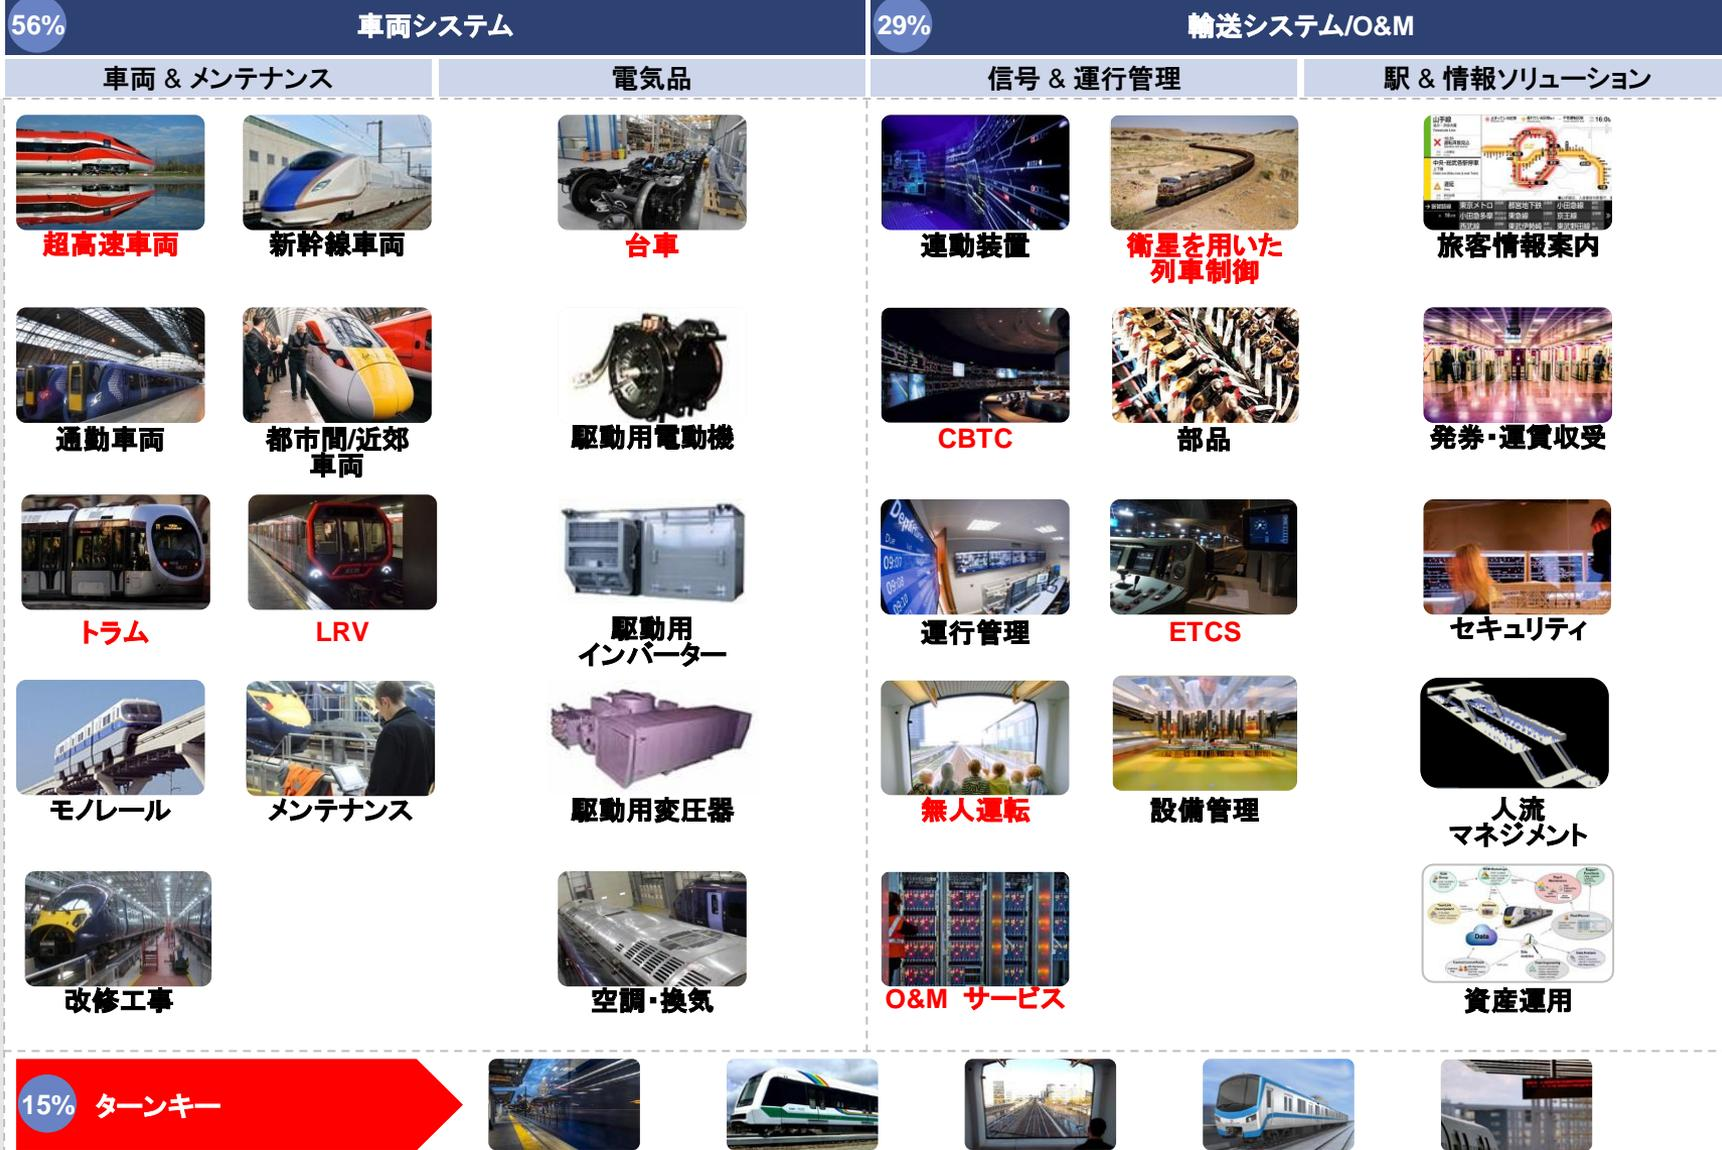 56%
車両システム
29%
輸送システム/O&M
車両 & メンテナンス
電気品
信号 & 運行管理
駅 & 情報ソリューション
超高速車両
新幹線車両
台車
連動装置
衛星を用いた
列車制御
旅客情報案内
通勤車両
都市間/近郊
車両
駆動用電動機
CBTC
部品
発券・運賃収受
トラム
LRV
駆動用
インバーター
運行管理
ETCS
セキュリティ
モノレール
メンテナンス
駆動用変圧器
無人運転
設備管理
人流
マネジメント
改修工事
空調・換気
O&M サービス
Data
資産運用
15%
ターンキー